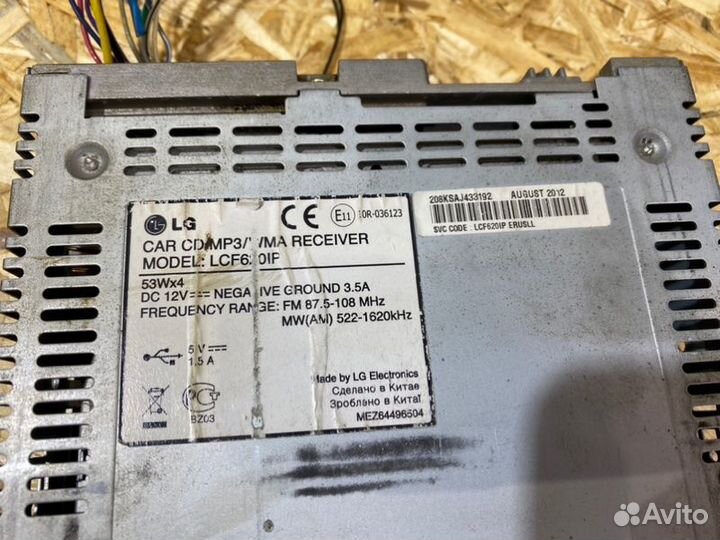 LG
CE
E11
10R-036123
CAR CD/MP3/WMA RECEIVER
MODEL: LCF620IP
53Wx4
DC 12V NEGATIVE GROUND 3.5A
FREQUENCY RANGE: FM 87.5-108 MHz
MW(AM) 522-1620kHz
5 V
1.5 A
BZ03
Made by LG Electronics
Сделано в Китае
Зроблено в Китаї
MEZ64496504
208KSAJ433192 AUGUST 2012
SVC CODE : LCF620IP ERUSLL
Avito